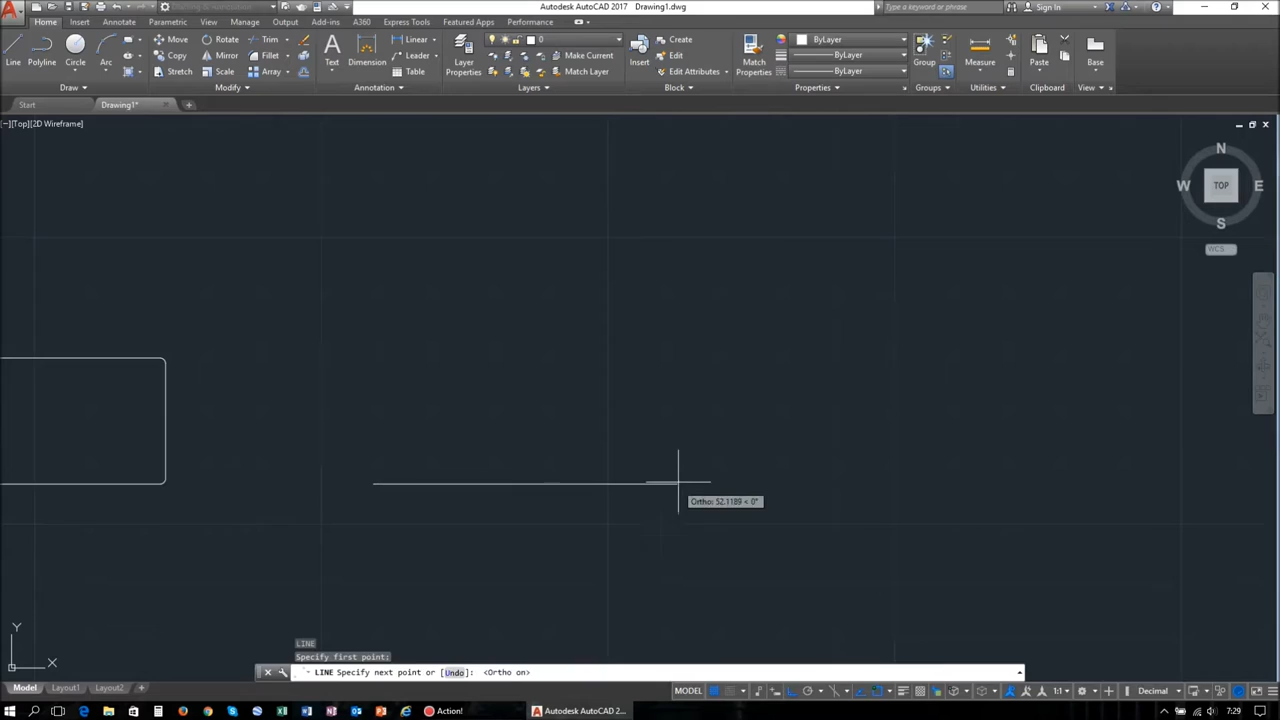 Autodesk AutoCAD 2017 Drawing1.dwg
Type a keyword or phrase
Sign In
Home Insert Annotate Parametric View Manage Output Add-ins A360 Express Tools Featured Apps Performance
Line Polyline Circle Arc
Move Rotate Trim
Copy Mirror Fillet
Stretch Scale Array
Text Dimension
Linear
Leader
Table
Layer Properties
0
Make Current
Match Layer
Insert
Create
Edit
Edit Attributes
Match Properties
ByLayer
ByLayer
ByLayer
Group Measure Paste Base
Draw Modify Annotation Layers Block Properties Groups Utilities Clipboard View
Start Drawing1*
[−][Top][2D Wireframe]
N
W TOP E
S
WCS
Ortho: 52.1189 < 0°
Y
X
LINE
Specify first point:
LINE Specify next point or [Undo]: <Ortho on>
Model Layout1 Layout2
MODEL 1:1 Decimal
Action! Autodesk AutoCAD 2... 7:29